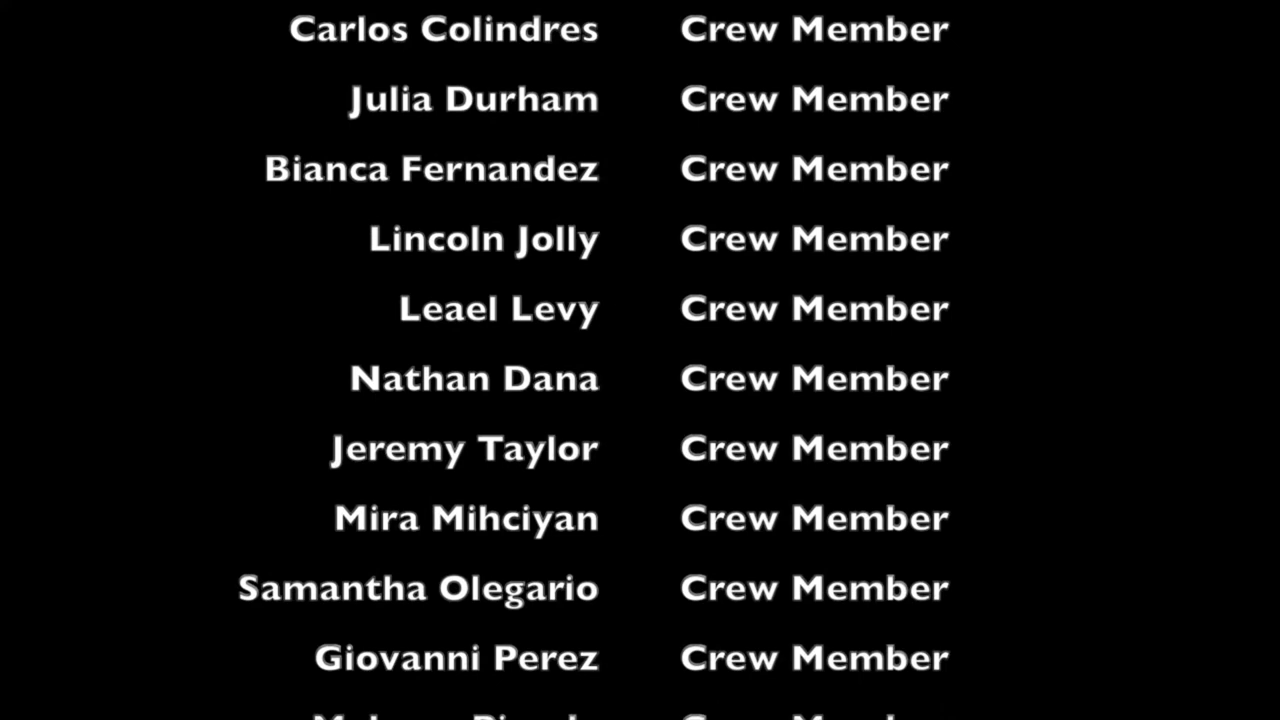 Carlos Colindres Crew Member
Julia Durham Crew Member
Bianca Fernandez Crew Member
Lincoln Jolly Crew Member
Leael Levy Crew Member
Nathan Dana Crew Member
Jeremy Taylor Crew Member
Mira Mihciyan Crew Member
Samantha Olegario Crew Member
Giovanni Perez Crew Member
Crew Member